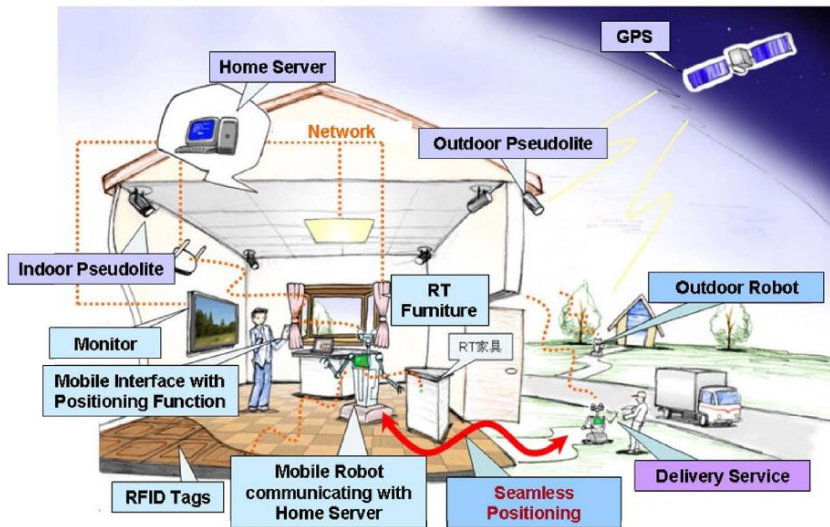 GPS
Home Server
Network
Outdoor Pseudolite
Indoor Pseudolite
RT
Furniture
Outdoor Robot
Monitor
RT家具
Mobile Interface with
Positioning Function
RFID Tags
Mobile Robot
communicating with
Home Server
Seamless
Positioning
Delivery Service